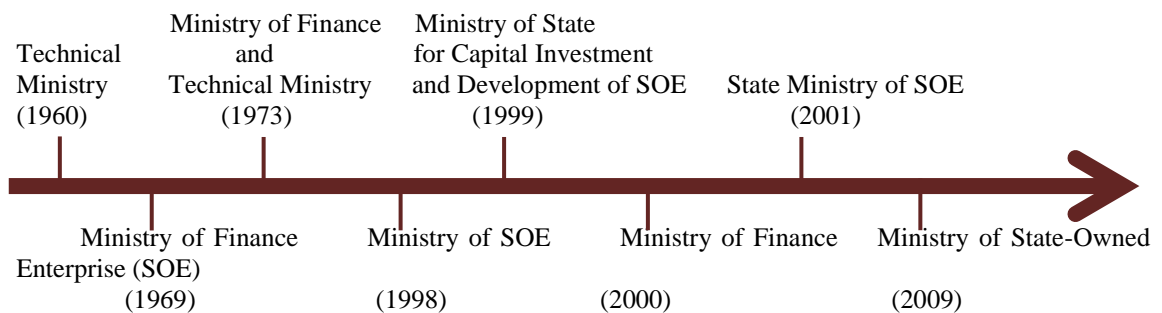 Ministry of Finance Ministry of State
Technical and for Capital Investment
Ministry Technical Ministry and Development of SOE State Ministry of SOE
(1960) (1973) (1999) (2001)
Ministry of Finance Ministry of SOE Ministry of Finance Ministry of State-Owned
Enterprise (SOE)
(1969) (1998) (2000) (2009)